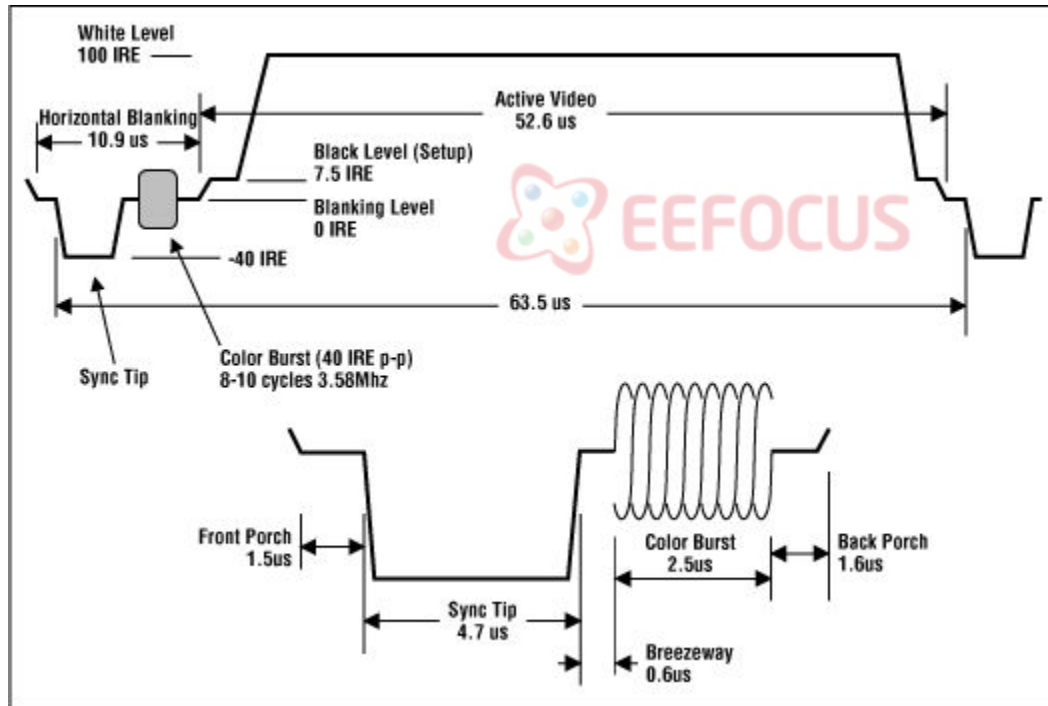 White Level
100 IRE
Horizontal Blanking
10.9 us
Active Video
52.6 us
Black Level (Setup)
7.5 IRE
Blanking Level
0 IRE
EEFOCUS
-40 IRE
63.5 us
Sync Tip
Color Burst (40 IRE p-p)
8-10 cycles 3.58Mhz
Front Porch
1.5us
Color Burst
2.5us
Back Porch
1.6us
Sync Tip
4.7 us
Breezeway
0.6us